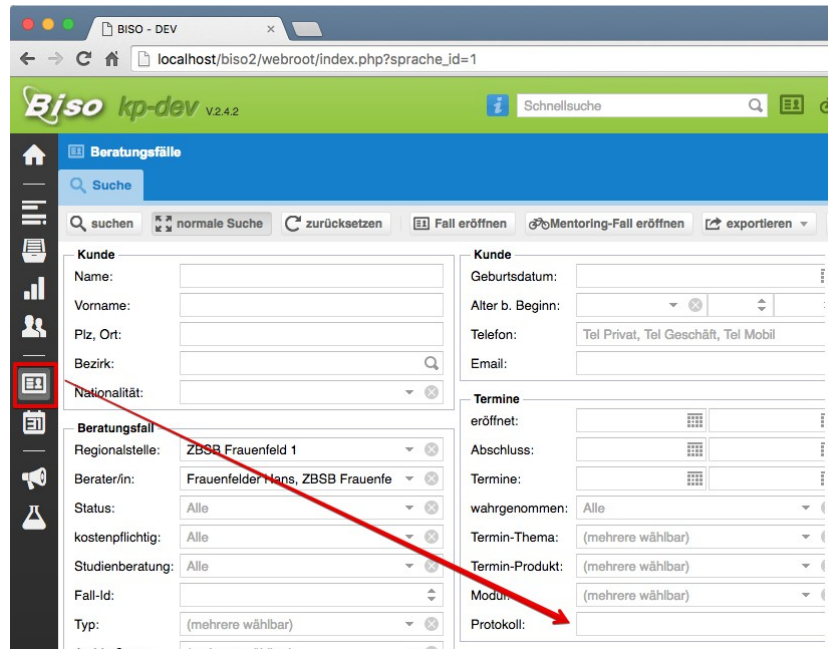 BISO - DEV
localhost/biso2/webroot/index.php?sprache_id=1
Biso kp-dev V.2.4.2
Schnellsuche
Beratungsfälle
Suche
suchen normale Suche zurücksetzen Fall eröffnen Mentoring-Fall eröffnen exportieren
Kunde
Name:
Vorname:
Plz, Ort:
Bezirk:
Nationalität:
Beratungsfall
Regionalstelle: ZBSB Frauenfeld 1
Berater/in: Frauenfelder Hans, ZBSB Frauenfe
Status: Alle
kostenpflichtig: Alle
Studienberatung: Alle
Fall-Id:
Typ: (mehrere wählbar)
Kunde
Geburtsdatum:
Alter b. Beginn:
Telefon: Tel Privat, Tel Geschäft, Tel Mobil
Email:
Termine
eröffnet:
Abschluss:
Termine:
wahrgenommen: Alle
Termin-Thema: (mehrere wählbar)
Termin-Produkt: (mehrere wählbar)
Modul: (mehrere wählbar)
Protokoll: